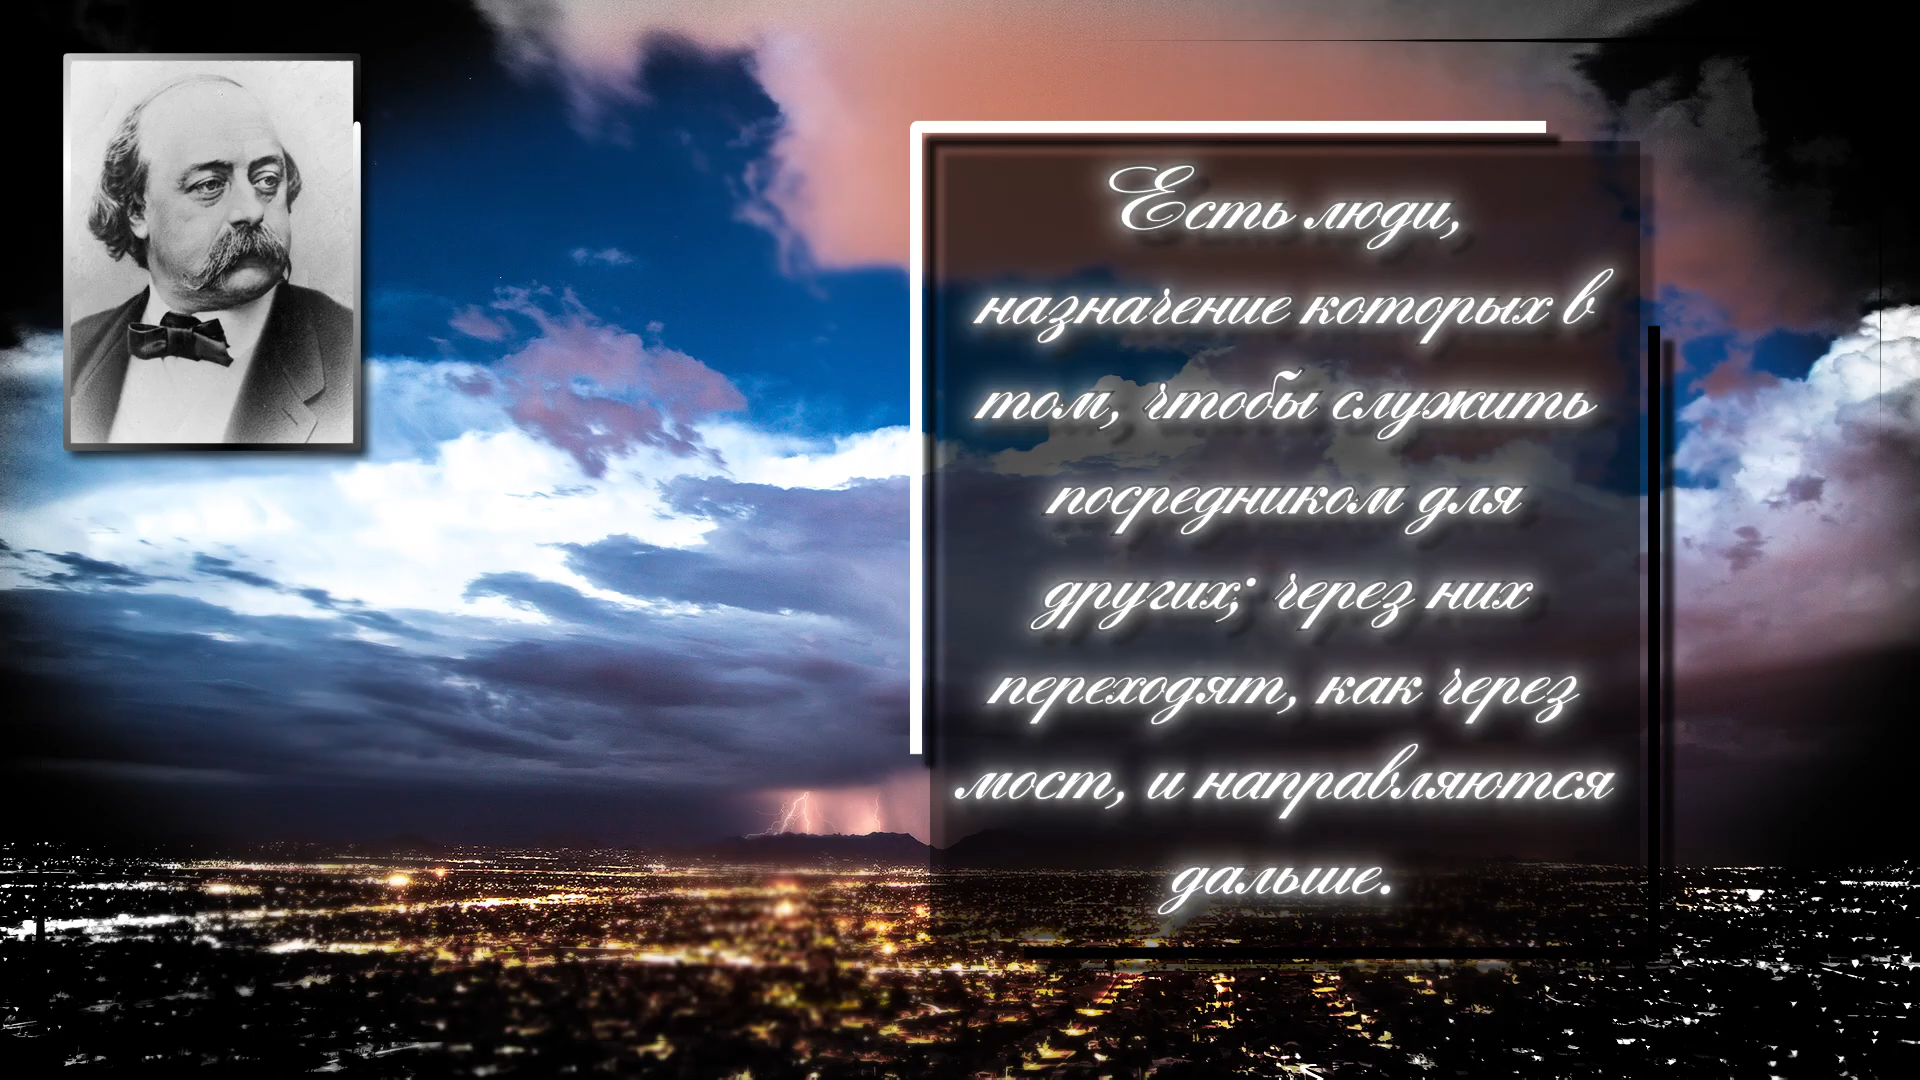 Есть люди,
назначение которых в
том, чтобы служить
посредником для
других; через них
переходят, как через
мост, и направляются
дальше.